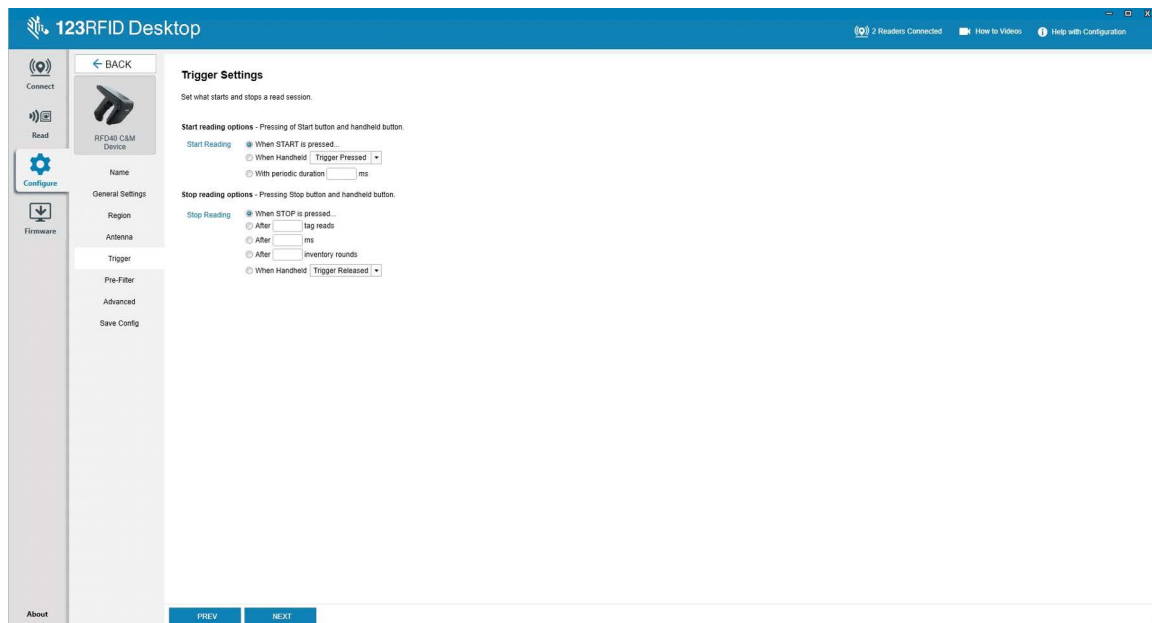 123RFID Desktop
2 Readers Connected
How to Videos
Help with Configuration
Connect
Read
Configure
Firmware
About
BACK
RFD40 C&M
Device
Name
General Settings
Region
Antenna
Trigger
Pre-Filter
Advanced
Save Config
Trigger Settings
Set what starts and stops a read session.
Start reading options - Pressing of Start button and handheld button.
Start Reading When START is pressed...
When Handheld Trigger Pressed
With periodic duration ms
Stop reading options - Pressing Stop button and handheld button.
Stop Reading When STOP is pressed...
After tag reads
After ms
After inventory rounds
When Handheld Trigger Released
PREV NEXT